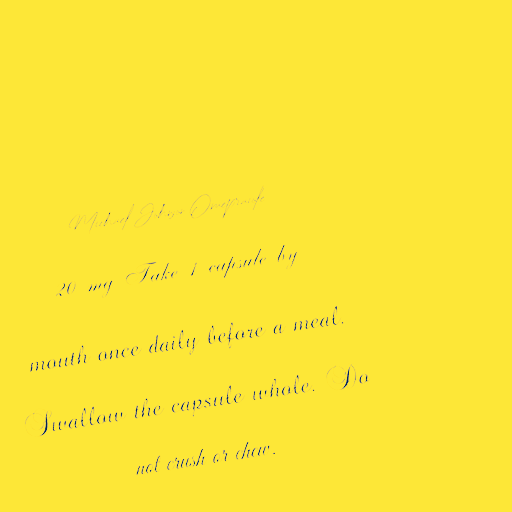 Michael Omeprazole
20 mg Take 1 capsule by
mouth once daily before a meal.
Swallow the capsule whole. Do
not crush or chew.